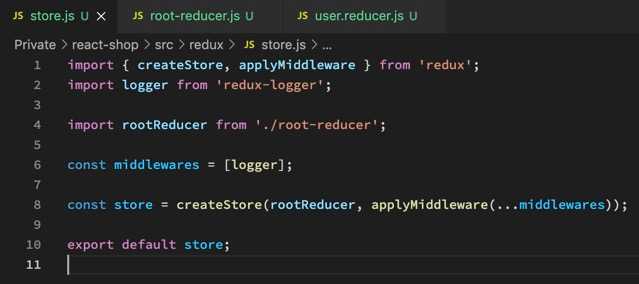 JS store.js U ×
JS root-reducer.js U
JS user.reducer.js U
Private > react-shop > src > redux > JS store.js > ...
1 import { createStore, applyMiddleware } from 'redux';
2 import logger from 'redux-logger';
3
4 import rootReducer from './root-reducer';
5
6 const middlewares = [logger];
7
8 const store = createStore(rootReducer, applyMiddleware(...middlewares));
9
10 export default store;
11